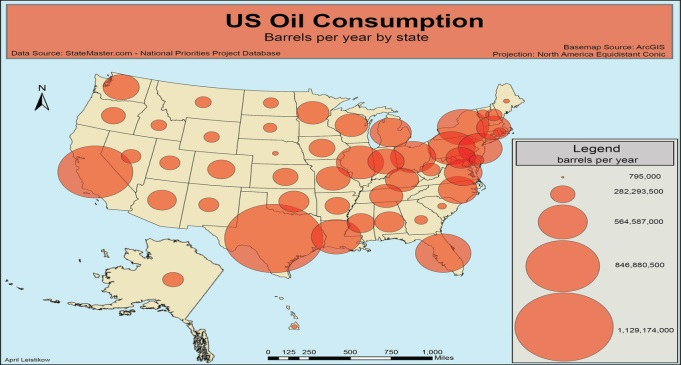 US Oil Consumption
Barrels per year by state
Data Source: StateMaster.com - National Priorities Project Database
Basemap Source: ArcGIS
Projection: North America Equidistant Conic
N
Legend
barrels per year
795,000
282,293,500
564,587,000
846,880,500
1,129,174,000
0 125 250 500 750 1,000
Miles
April Leistikow